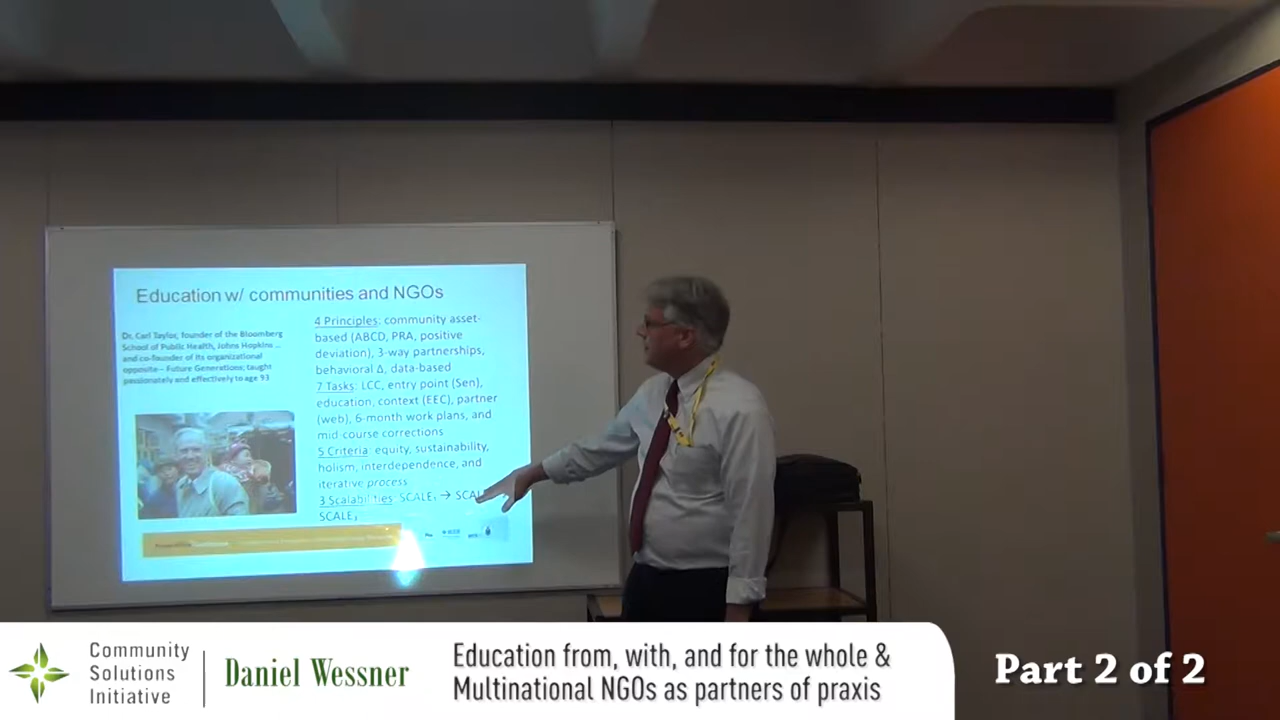 Education w/ communities and NGOs
Dr. Carl Taylor, founder of the Bloomberg
School of Public Health, Johns Hopkins ...
and co-founder of its organizational
opposite – Future Generations; taught
passionately and effectively to age 93
4 Principles: community asset-
based (ABCD, PRA, positive
deviation), 3-way partnerships,
behavioral Δ, data-based
7 Tasks: LCC, entry point (Sen),
education, context (EEC), partner
(web), 6-month work plans, and
mid-course corrections
5 Criteria: equity, sustainability,
holism, interdependence, and
iterative process
3 Scalabilities: SCALE₁ →
SCALE₃
Community
Solutions
Initiative
Daniel Wessner
Education from, with, and for the whole &
Multinational NGOs as partners of praxis
Part 2 of 2